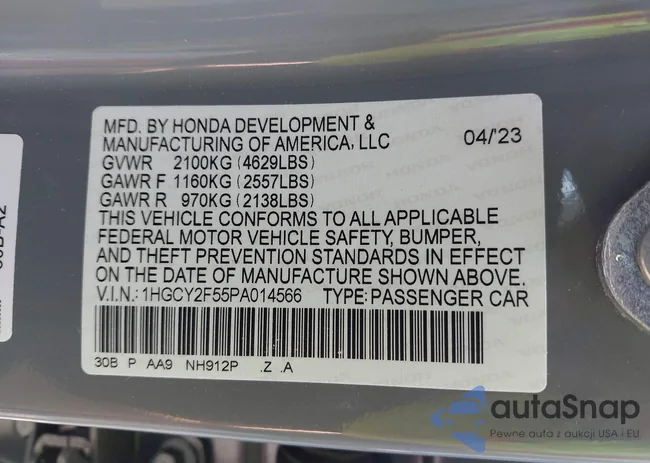 MFD. BY HONDA DEVELOPMENT &
MANUFACTURING OF AMERICA, LLC 04/'23
GVWR 2100KG (4629LBS)
GAWR F 1160KG (2557LBS)
GAWR R 970KG (2138LBS)
THIS VEHICLE CONFORMS TO ALL APPLICABLE
FEDERAL MOTOR VEHICLE SAFETY, BUMPER,
AND THEFT PREVENTION STANDARDS IN EFFECT
ON THE DATE OF MANUFACTURE SHOWN ABOVE.
V.I.N.: 1HGCY2F55PA014566 TYPE: PASSENGER CAR
30B P AA9 NH912P .Z .A
autaSnap
Pewne auta z aukcji USA i EU